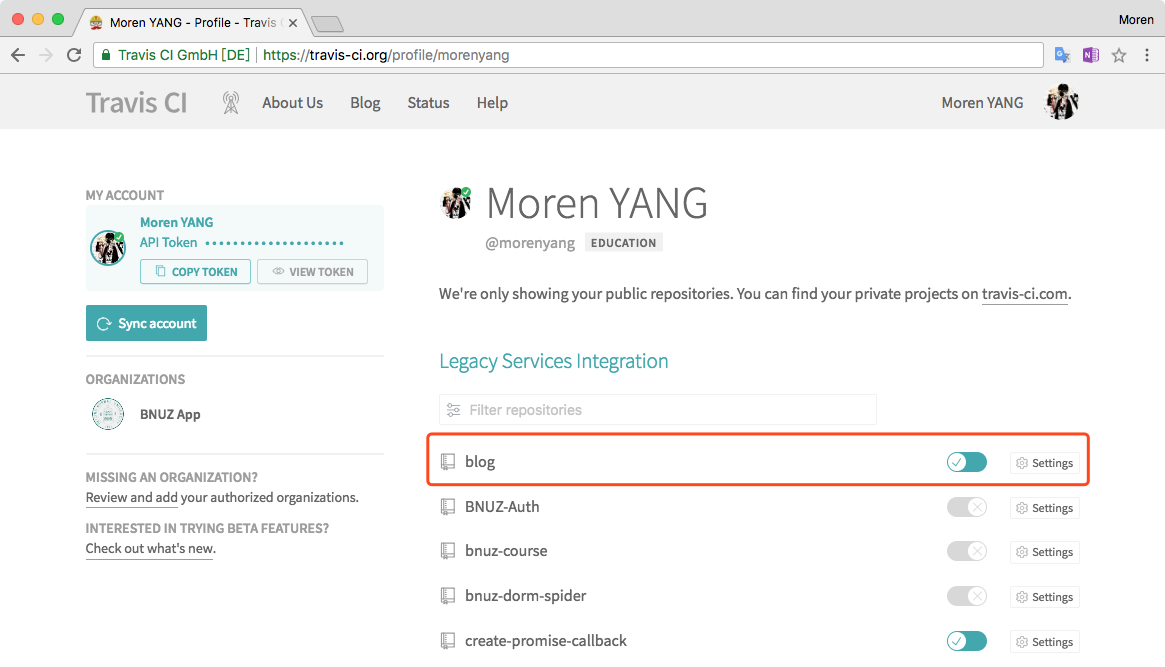 Moren YANG - Profile - Travis
Moren
Travis CI GmbH [DE]
https://travis-ci.org/profile/morenyang
Travis CI
About Us
Blog
Status
Help
Moren YANG
MY ACCOUNT
Moren YANG
API Token
COPY TOKEN
VIEW TOKEN
Sync account
ORGANIZATIONS
BNUZ App
MISSING AN ORGANIZATION?
Review and add your authorized organizations.
INTERESTED IN TRYING BETA FEATURES?
Check out what's new.
Moren YANG
@morenyang
EDUCATION
We're only showing your public repositories. You can find your private projects on travis-ci.com.
Legacy Services Integration
Filter repositories
blog
Settings
BNUZ-Auth
Settings
bnuz-course
Settings
bnuz-dorm-spider
Settings
create-promise-callback
Settings